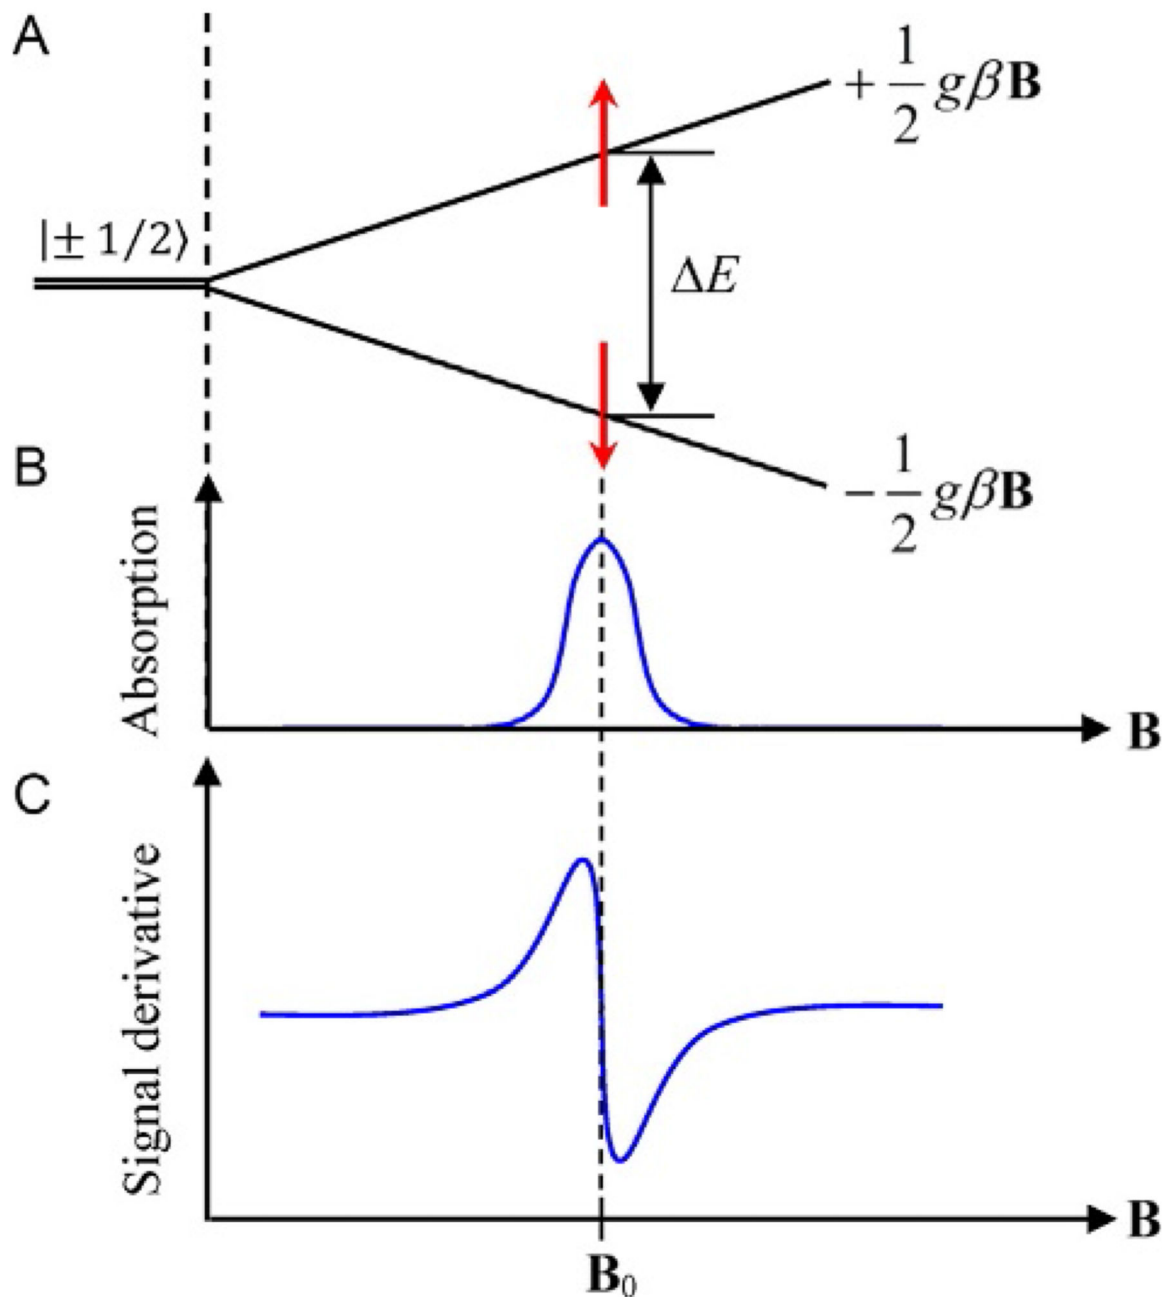 A
+ 1/2 gβB
|± 1/2⟩
ΔE
B
− 1/2 gβB
Absorption
B
C
Signal derivative
B
B₀